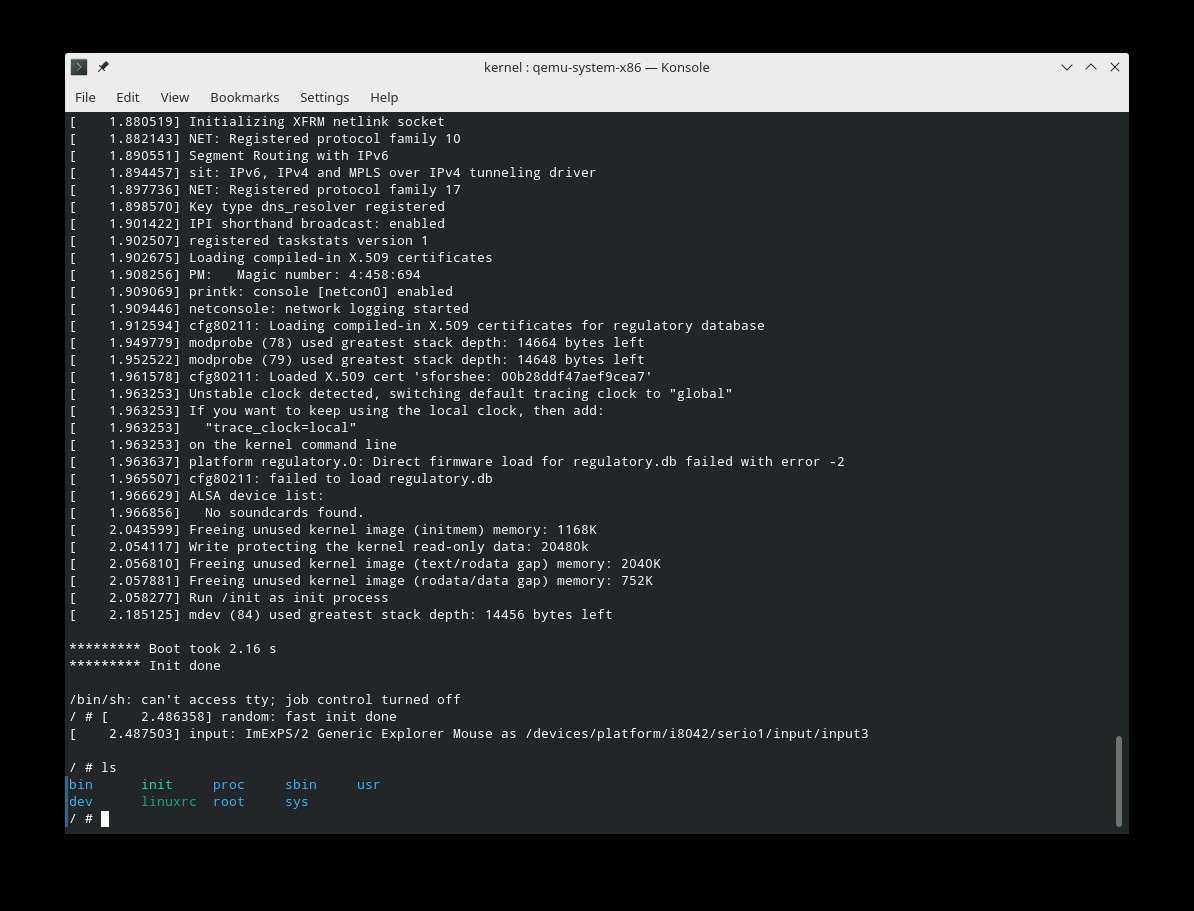 kernel : qemu-system-x86 — Konsole
File Edit View Bookmarks Settings Help
[    1.880519] Initializing XFRM netlink socket
[    1.882143] NET: Registered protocol family 10
[    1.890551] Segment Routing with IPv6
[    1.894457] sit: IPv6, IPv4 and MPLS over IPv4 tunneling driver
[    1.897736] NET: Registered protocol family 17
[    1.898570] Key type dns_resolver registered
[    1.901422] IPI shorthand broadcast: enabled
[    1.902507] registered taskstats version 1
[    1.902675] Loading compiled-in X.509 certificates
[    1.908256] PM:   Magic number: 4:458:694
[    1.909069] printk: console [netcon0] enabled
[    1.909446] netconsole: network logging started
[    1.912594] cfg80211: Loading compiled-in X.509 certificates for regulatory database
[    1.949779] modprobe (78) used greatest stack depth: 14664 bytes left
[    1.952522] modprobe (79) used greatest stack depth: 14648 bytes left
[    1.961578] cfg80211: Loaded X.509 cert 'sforshee: 00b28ddf47aef9cea7'
[    1.963253] Unstable clock detected, switching default tracing clock to "global"
[    1.963253] If you want to keep using the local clock, then add:
[    1.963253]   "trace_clock=local"
[    1.963253] on the kernel command line
[    1.963637] platform regulatory.0: Direct firmware load for regulatory.db failed with error -2
[    1.965507] cfg80211: failed to load regulatory.db
[    1.966629] ALSA device list:
[    1.966856]   No soundcards found.
[    2.043599] Freeing unused kernel image (initmem) memory: 1168K
[    2.054117] Write protecting the kernel read-only data: 20480k
[    2.056810] Freeing unused kernel image (text/rodata gap) memory: 2040K
[    2.057881] Freeing unused kernel image (rodata/data gap) memory: 752K
[    2.058277] Run /init as init process
[    2.185125] mdev (84) used greatest stack depth: 14456 bytes left
********* Boot took 2.16 s
********* Init done
/bin/sh: can't access tty; job control turned off
/ # [    2.486358] random: fast init done
[    2.487503] input: ImExPS/2 Generic Explorer Mouse as /devices/platform/i8042/serio1/input/input3
/ # ls
bin      init     proc     sbin     usr
dev      linuxrc  root     sys
/ #